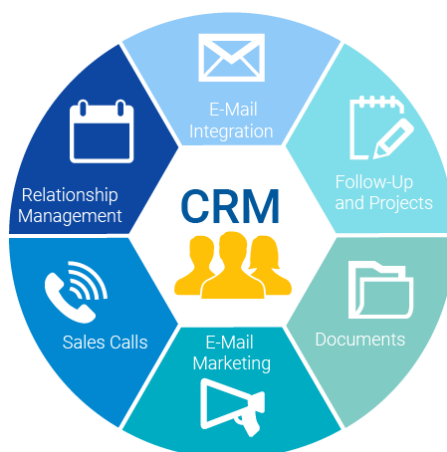 E-Mail
Integration
Follow-Up
and Projects
Documents
E-Mail
Marketing
Sales Calls
Relationship
Management
CRM